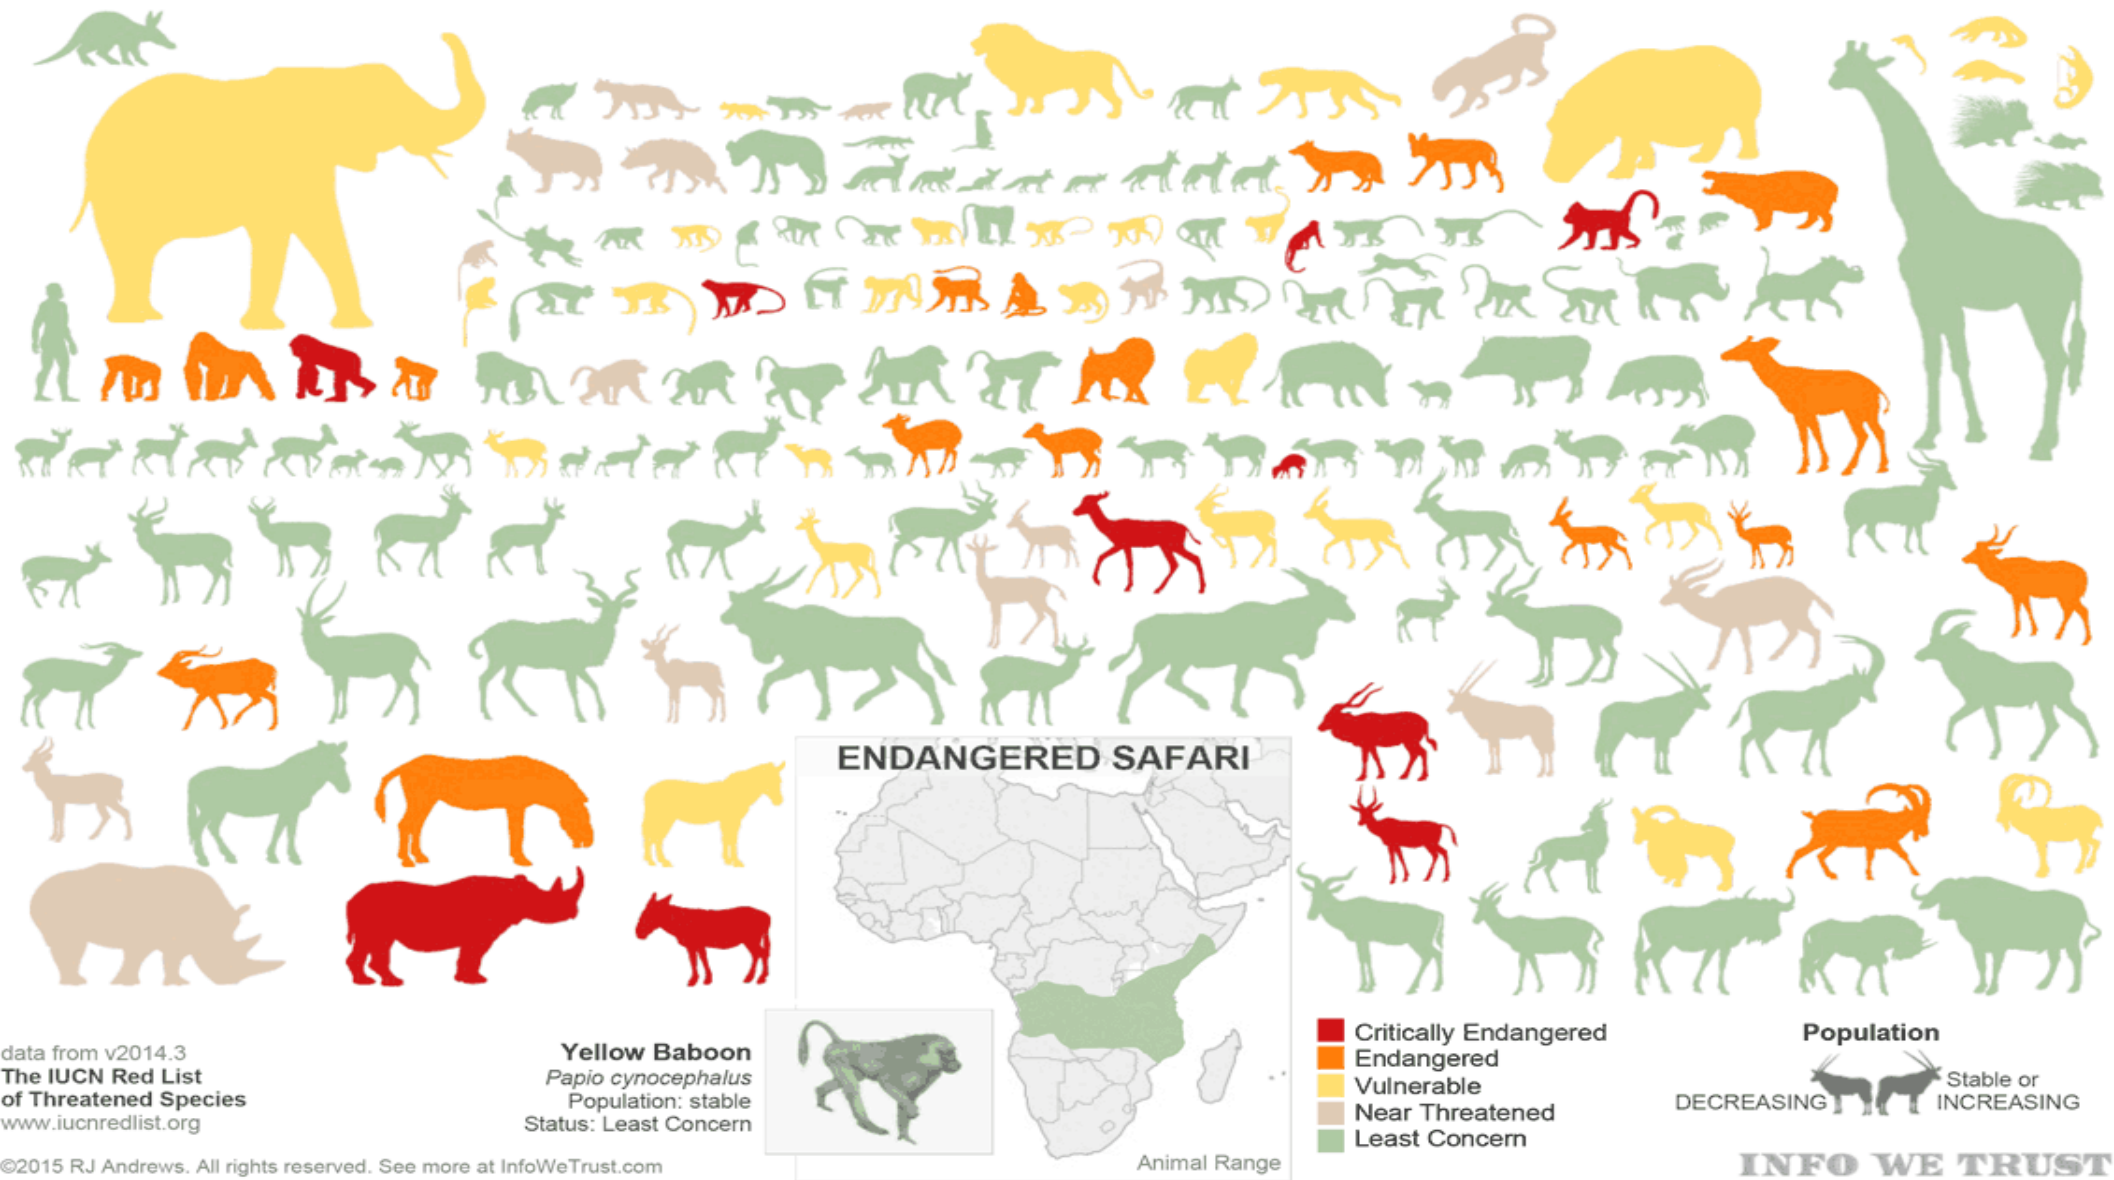 ENDANGERED SAFARI
data from v2014.3
The IUCN Red List
of Threatened Species
www.iucnredlist.org
©2015 RJ Andrews. All rights reserved. See more at InfoWeTrust.com
Yellow Baboon
Papio cynocephalus
Population: stable
Status: Least Concern
Animal Range
Critically Endangered
Endangered
Vulnerable
Near Threatened
Least Concern
Population
DECREASING
Stable or
INCREASING
INFO WE TRUST